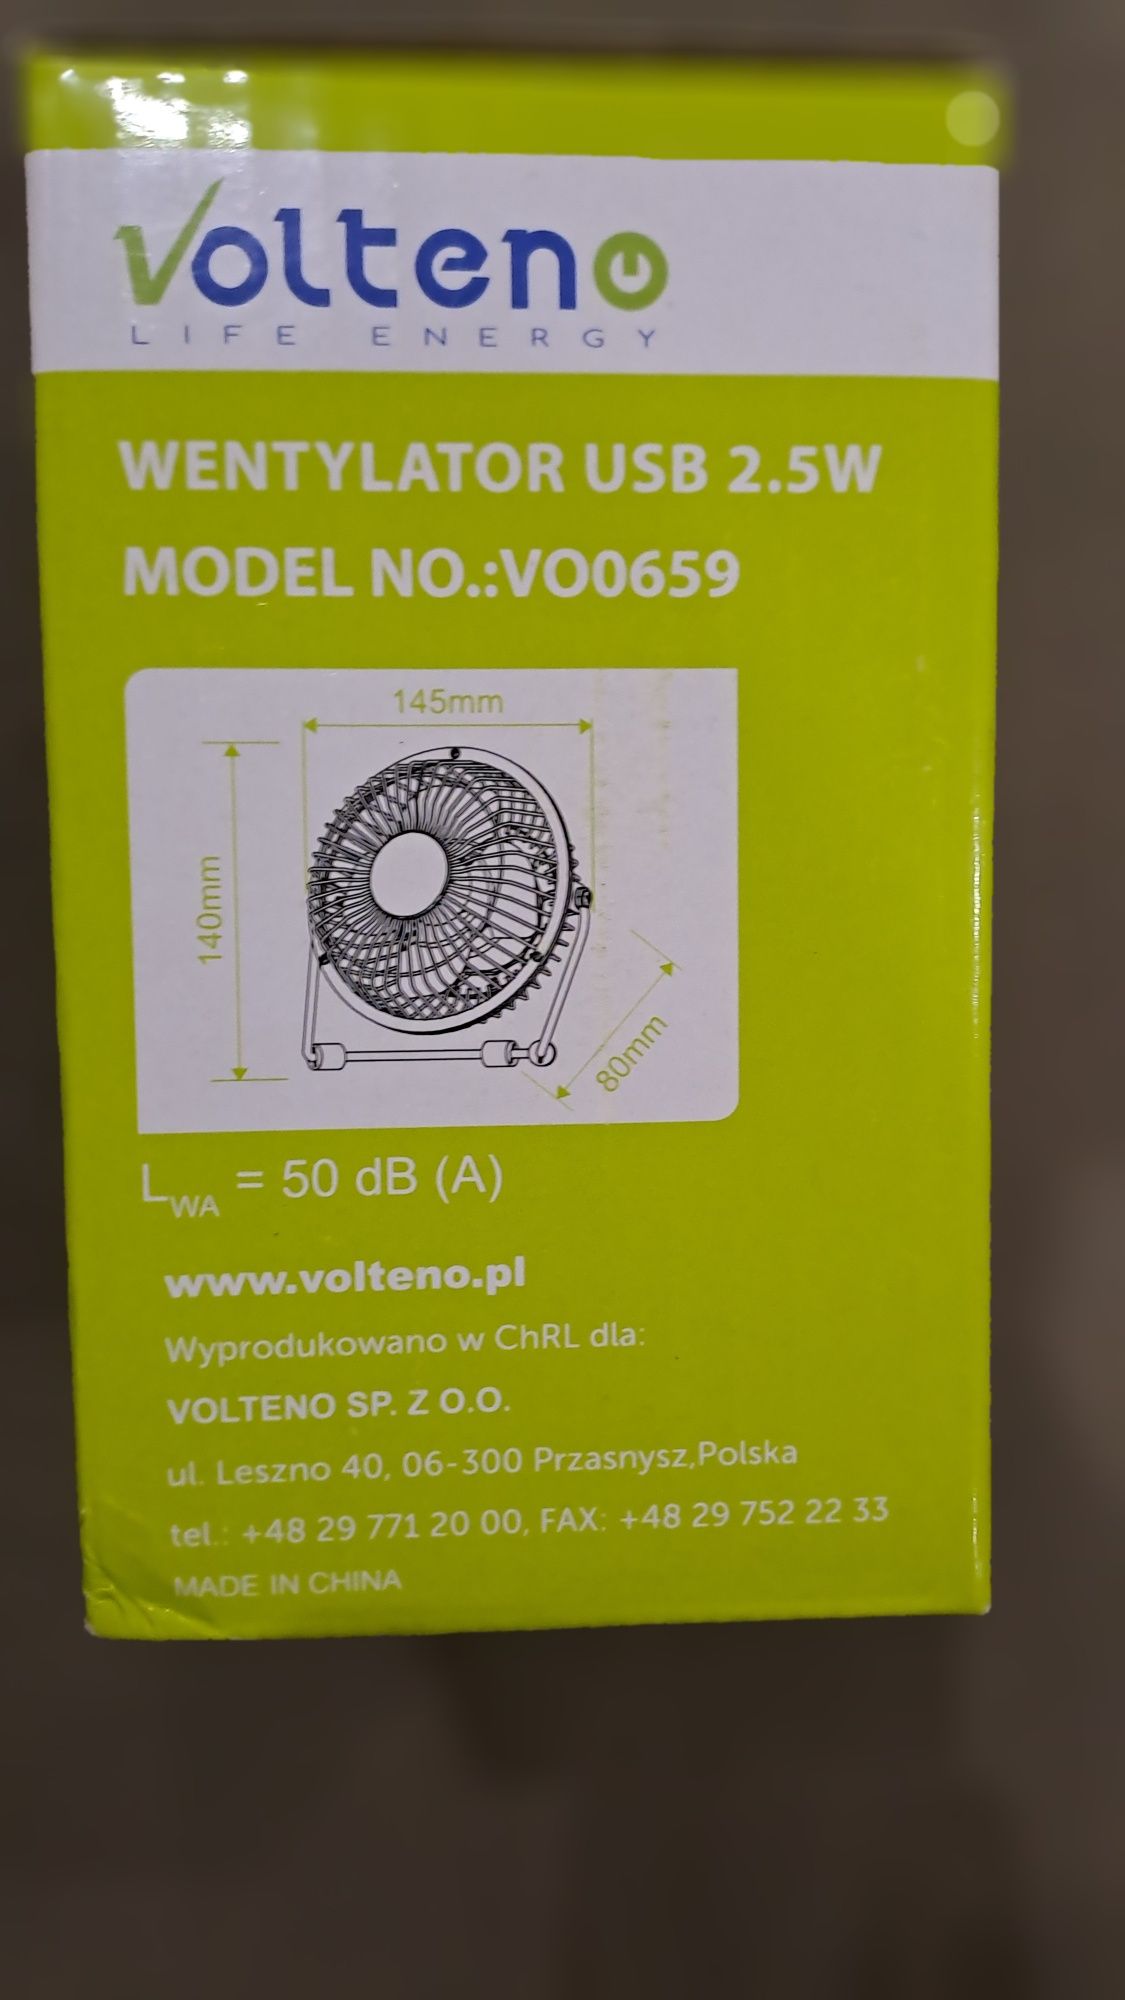 Volteno
LIFE ENERGY
WENTYLATOR USB 2.5W
MODEL NO.:VO0659
145mm
140mm
80mm
LWA = 50 dB (A)
www.volteno.pl
Wyprodukowano w ChRL dla:
VOLTENO SP. Z O.O.
ul. Leszno 40, 06-300 Przasnysz,Polska
tel.: +48 29 771 20 00, FAX: +48 29 752 22 33
MADE IN CHINA